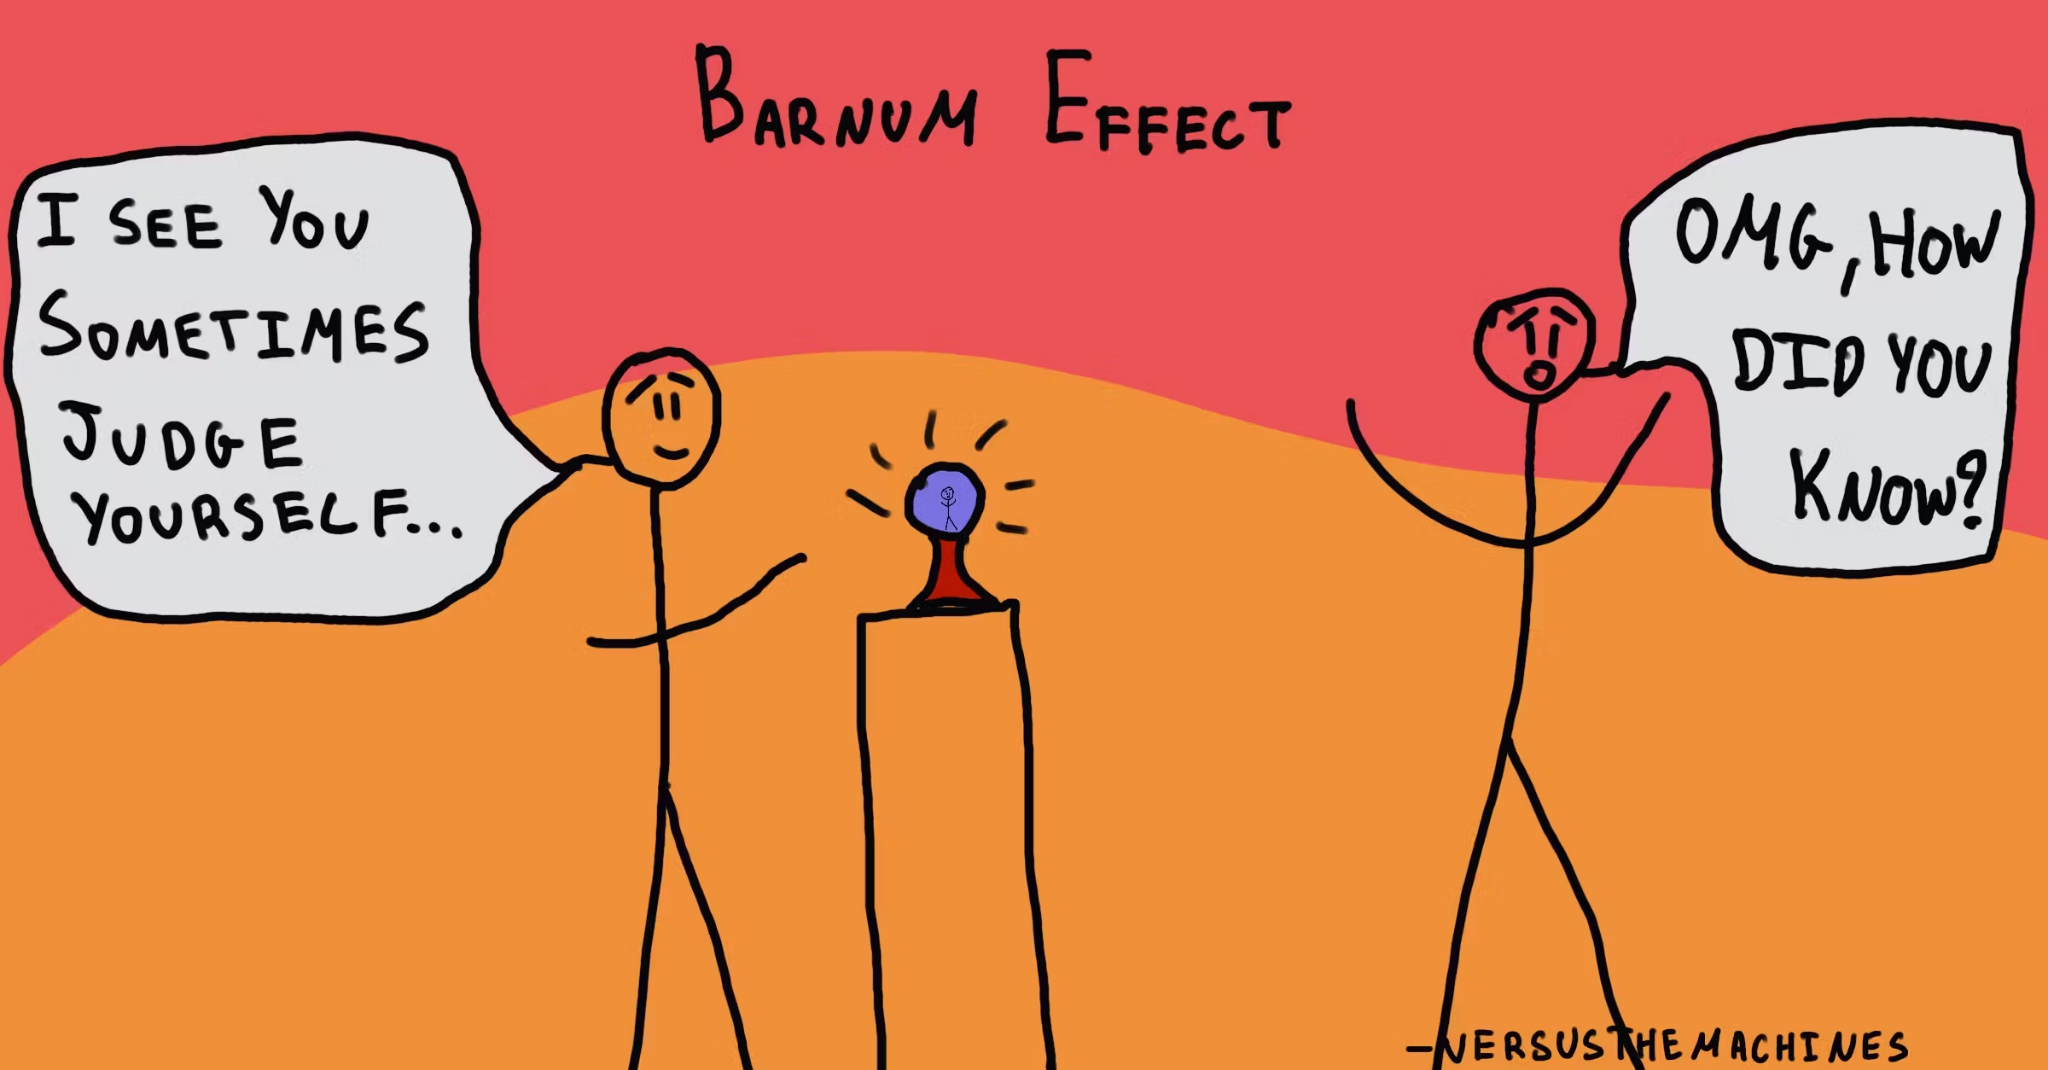 BARNUM EFFECT
I SEE YOU
SOMETIMES
JUDGE
YOURSELF...
OMG, HOW
DID YOU
KNOW?
-VERSUSTHEMACHINES